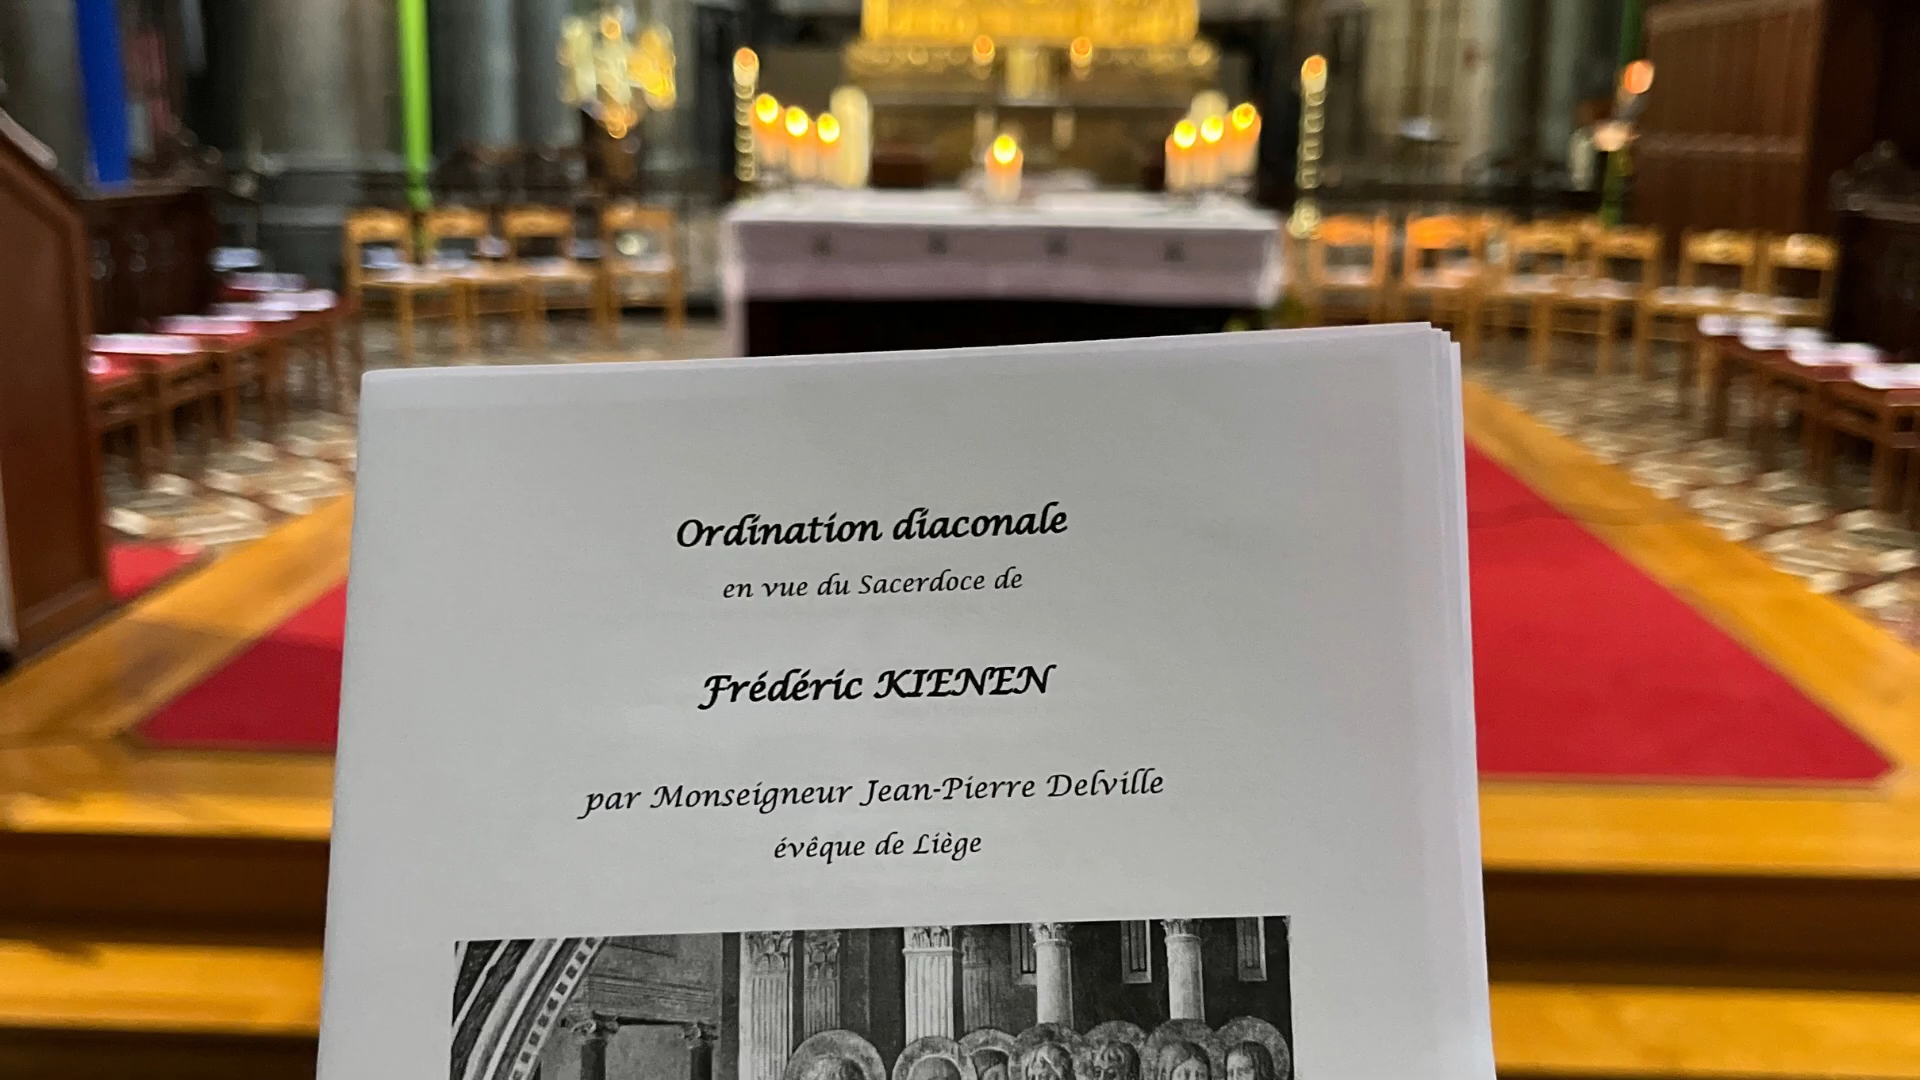 Ordination diaconale
en vue du Sacerdoce de
Frédéric KIENEN
par Monseigneur Jean-Pierre Delville
évêque de Liège